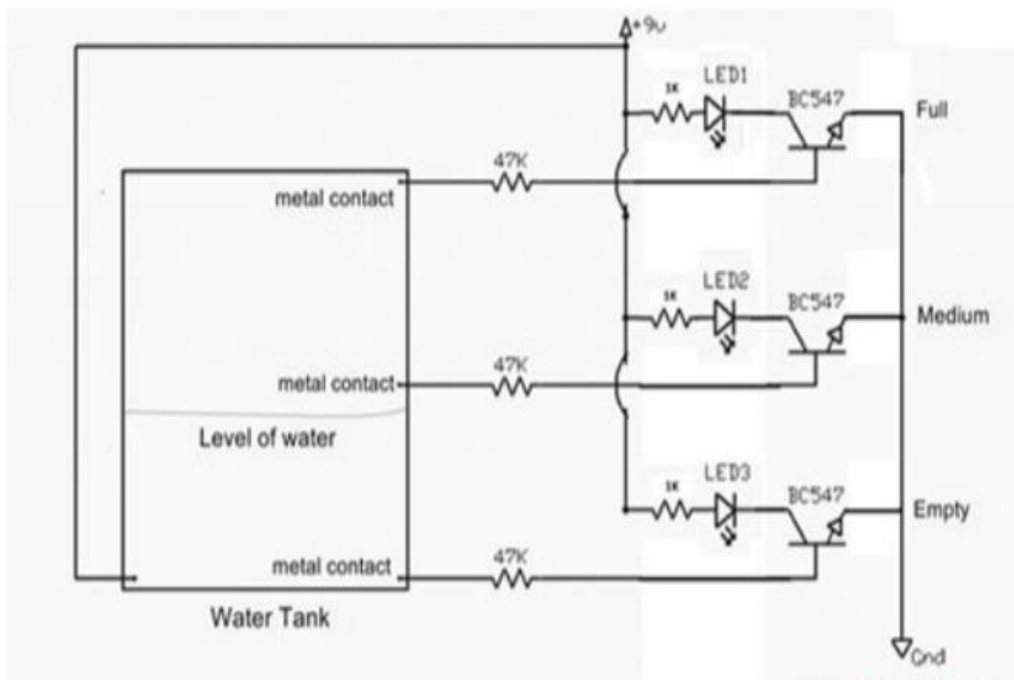 +9v
LED1
1K
BC547
Full
47K
metal contact
LED2
1K
BC547
Medium
47K
metal contact
Level of water
LED3
1K
BC547
Empty
47K
metal contact
Water Tank
Gnd